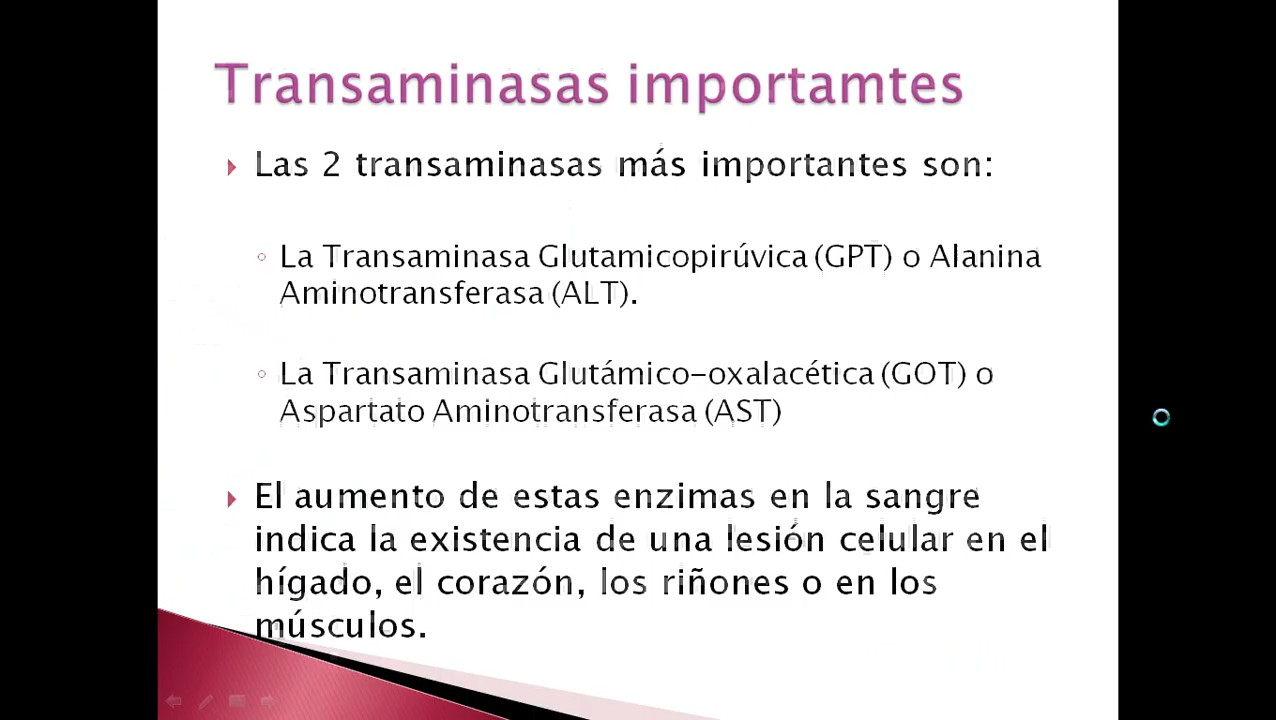 Transaminasas importamtes
Las 2 transaminasas más importantes son:
La Transaminasa Glutamicopirúvica (GPT) o Alanina
Aminotransferasa (ALT).
La Transaminasa Glutámico-oxalacética (GOT) o
Aspartato Aminotransferasa (AST)
El aumento de estas enzimas en la sangre
indica la existencia de una lesión celular en el
hígado, el corazón, los riñones o en los
músculos.